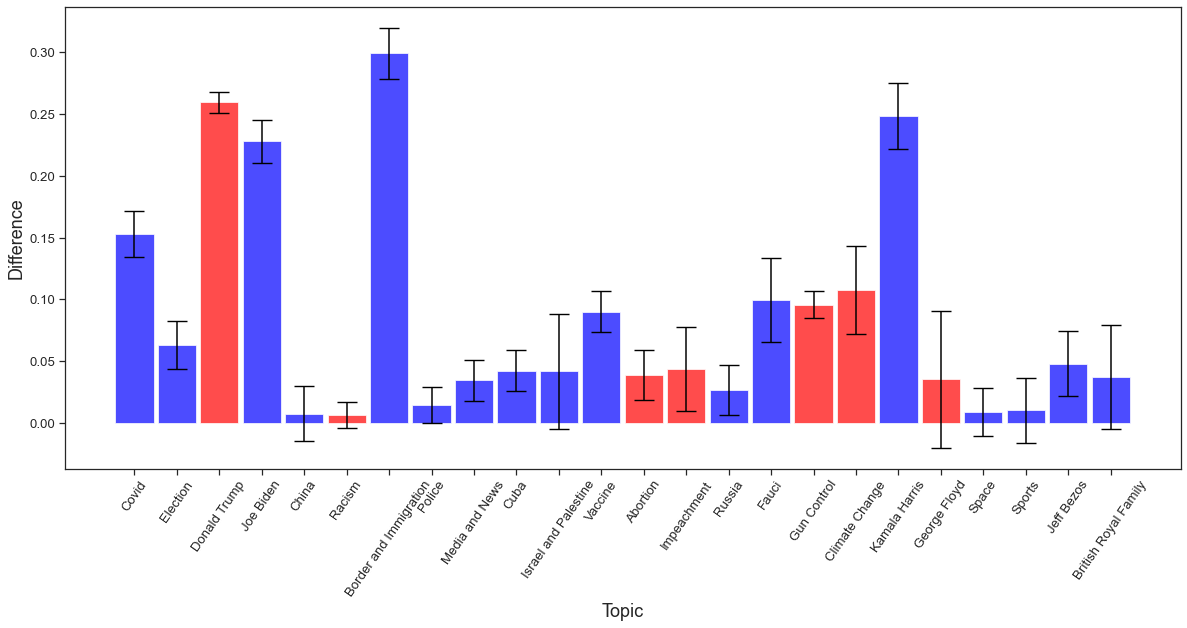 Difference
0.30
0.25
0.20
0.15
0.10
0.05
0.00
Covid
Election
Donald Trump
Joe Biden
China
Racism
Border and Immigration
Police
Media and News
Cuba
Israel and Palestine
Vaccine
Abortion
Impeachment
Russia
Fauci
Gun Control
Climate Change
Kamala Harris
George Floyd
Space
Sports
Jeff Bezos
British Royal Family
Topic